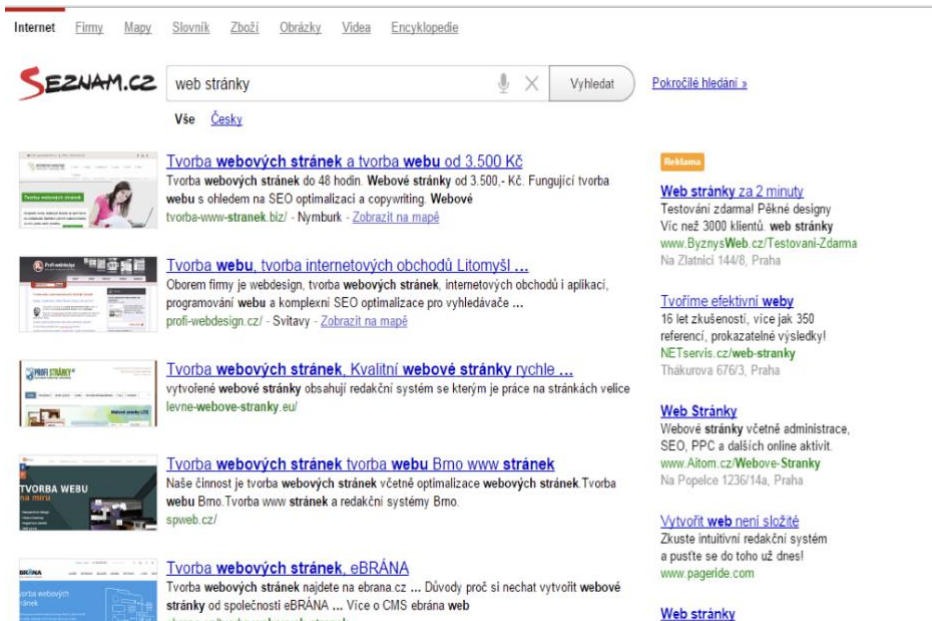 Internet Firmy Mapy Slovník Zboží Obrázky Videa Encyklopedie
SEZNAM.CZ
web stránky
Vyhledat
Pokročilé hledání »
Vše Česky
Tvorba webových stránek a tvorba webu od 3.500 Kč
Tvorba webových stránek do 48 hodin. Webové stránky od 3.500,- Kč. Fungující tvorba
webu s ohledem na SEO optimalizaci a copywriting. Webové
tvorba-www-stranek.biz/ - Nymburk - Zobrazit na mapě
Tvorba webu, tvorba internetových obchodů Litomyšl ...
Oborem firmy je webdesign, tvorba webových stránek, internetových obchodů i aplikací,
programování webu a komplexní SEO optimalizace pro vyhledávače ...
profi-webdesign.cz/ - Svitavy - Zobrazit na mapě
PROFI STRÁNKY
Tvorba webových stránek, Kvalitní webové stránky rychle ...
vytvořené webové stránky obsahují redakční systém se kterým je práce na stránkách velice
levne-webove-stranky.eu/
TVORBA WEBU
na míru
Tvorba webových stránek tvorba webu Brno www stránek
Naše činnost je tvorba webových stránek včetně optimalizace webových stránek.Tvorba
webu Brno.Tvorba www stránek a redakční systémy Brno.
spweb.cz/
Tvorba webových stránek, eBRÁNA
Tvorba webových stránek najdete na ebrana.cz ... Důvody proč si nechat vytvořit webové
stránky od společnosti eBRÁNA ... Více o CMS ebrána web
Reklama
Web stránky za 2 minuty
Testování zdarma! Pěkné designy
Víc než 3000 klientů. web stránky
www.ByznysWeb.cz/Testovani-Zdarma
Na Zlatnici 144/8, Praha
Tvoříme efektivní weby
16 let zkušeností, více jak 350
referencí, prokazatelné výsledky!
NETservis.cz/web-stranky
Thákurova 676/3, Praha
Web Stránky
Webové stránky včetně administrace,
SEO, PPC a dalších online aktivit.
www.Aitom.cz/Webove-Stranky
Na Popelce 1236/14a, Praha
Vytvořit web není složité
Zkuste intuitivní redakční systém
a pusťte se do toho už dnes!
www.pageride.com
Web stránky